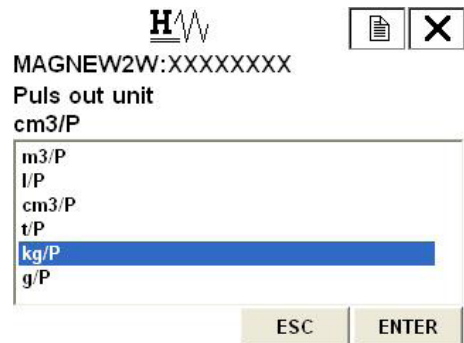 H
MAGNEW2W:XXXXXXXX
Puls out unit
cm3/P
m3/P
l/P
cm3/P
t/P
kg/P
g/P
ESC ENTER